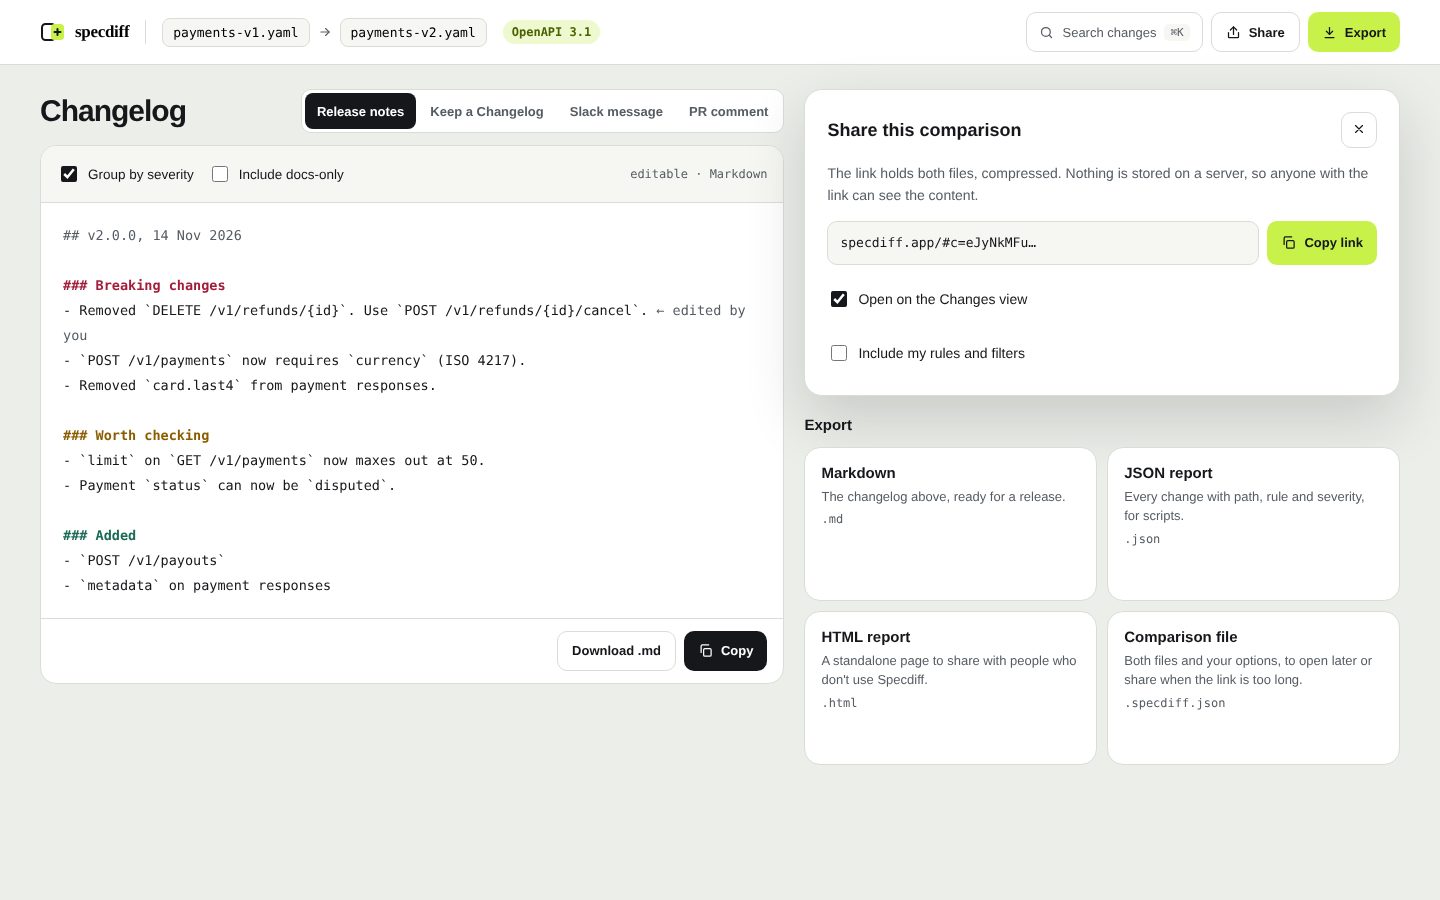 specdiff
payments-v1.yaml → payments-v2.yaml
OpenAPI 3.1
Search changes ⌘K
Share
Export
Changelog
Release notes
Keep a Changelog
Slack message
PR comment
Group by severity
Include docs-only
editable · Markdown
## v2.0.0, 14 Nov 2026
### Breaking changes
- Removed `DELETE /v1/refunds/{id}`. Use `POST /v1/refunds/{id}/cancel`. ← edited by
you
- `POST /v1/payments` now requires `currency` (ISO 4217).
- Removed `card.last4` from payment responses.
### Worth checking
- `limit` on `GET /v1/payments` now maxes out at 50.
- Payment `status` can now be `disputed`.
### Added
- `POST /v1/payouts`
- `metadata` on payment responses
Download .md
Copy
Share this comparison
The link holds both files, compressed. Nothing is stored on a server, so anyone with the
link can see the content.
specdiff.app/#c=eJyNkMFu…
Copy link
Open on the Changes view
Include my rules and filters
Export
Markdown
The changelog above, ready for a release.
.md
JSON report
Every change with path, rule and severity,
for scripts.
.json
HTML report
A standalone page to share with people who
don't use Specdiff.
.html
Comparison file
Both files and your options, to open later or
share when the link is too long.
.specdiff.json